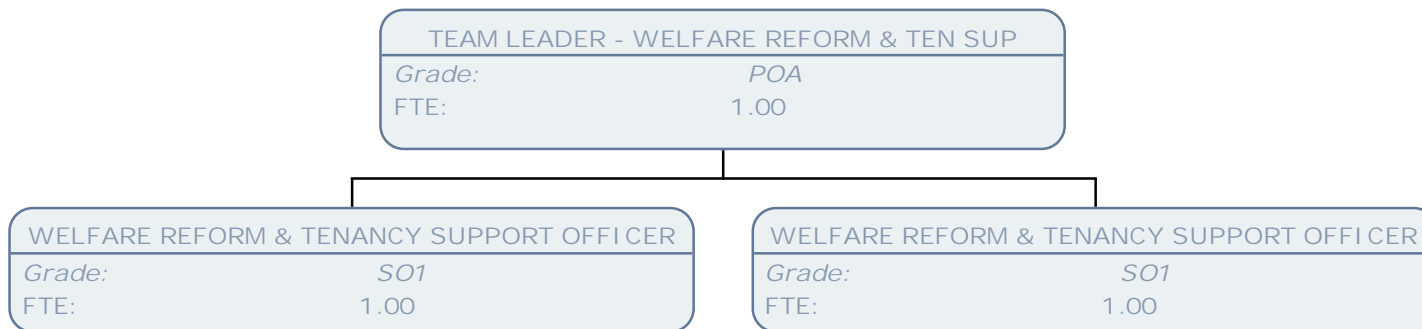 TEAM LEADER - WELFARE REFORM & TEN SUP
Grade: POA
FTE: 1.00
WELFARE REFORM & TENANCY SUPPORT OFFICER
Grade: SO1
FTE: 1.00
WELFARE REFORM & TENANCY SUPPORT OFFICER
Grade: SO1
FTE: 1.00